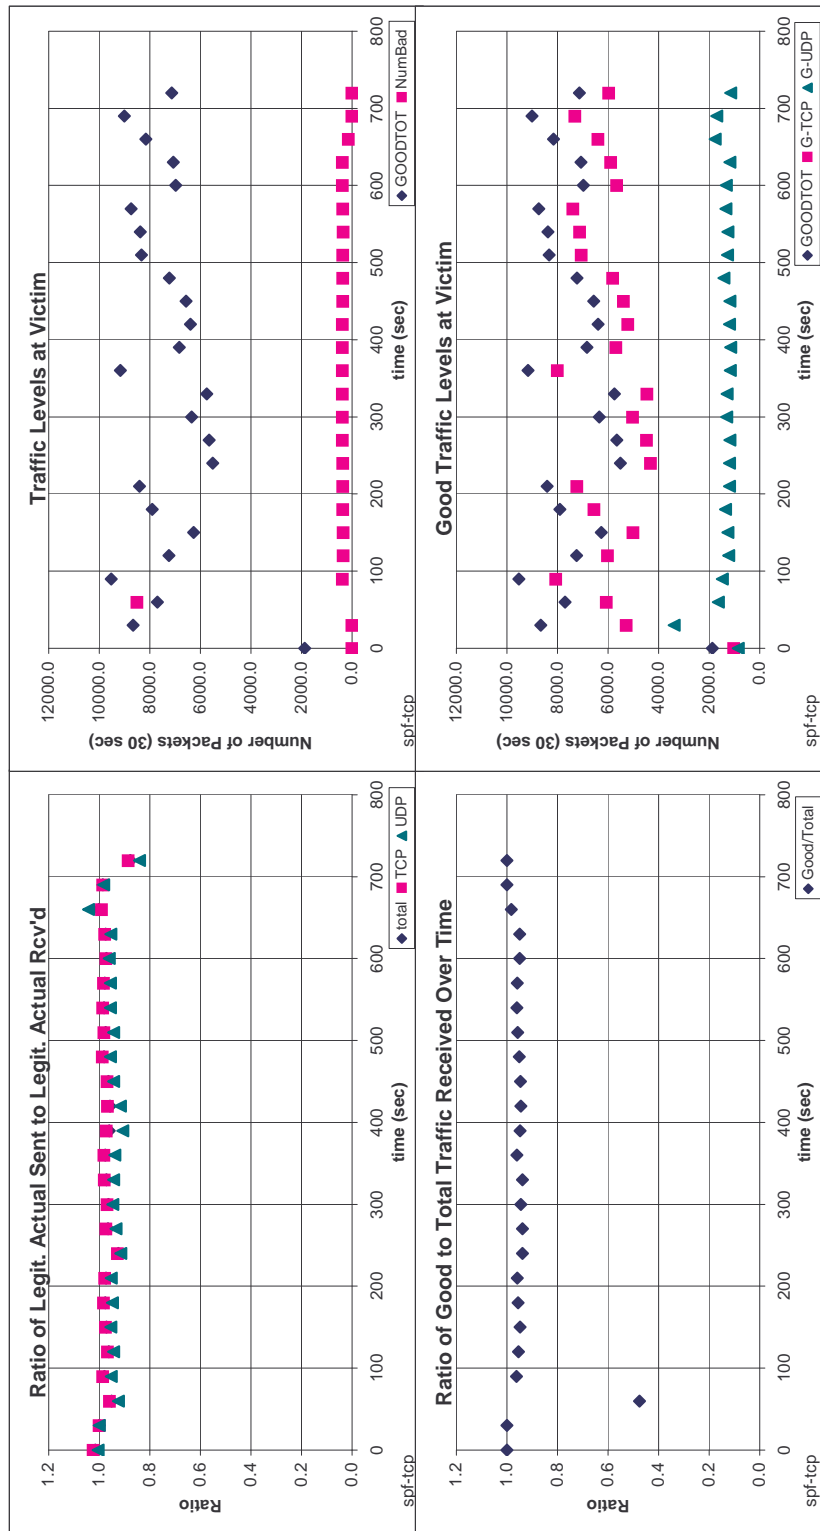 Ratio of Legit. Actual Sent to Legit. Actual Rcv'd
1.2
1.0
0.8
0.6
0.4
0.2
0.0
Ratio
0 100 200 300 400 500 600 700 800
time (sec)
spf-tcp
total TCP UDP
Traffic Levels at Victim
12000.0
10000.0
8000.0
6000.0
4000.0
2000.0
0.0
Number of Packets (30 sec)
0 100 200 300 400 500 600 700 800
time (sec)
spf-tcp
GOODTOT NumBad
Ratio of Good to Total Traffic Received Over Time
1.2
1.0
0.8
0.6
0.4
0.2
0.0
Ratio
0 100 200 300 400 500 600 700 800
time (sec)
spf-tcp
Good/Total
Good Traffic Levels at Victim
12000.0
10000.0
8000.0
6000.0
4000.0
2000.0
0.0
Number of Packets (30 sec)
0 100 200 300 400 500 600 700 800
time (sec)
spf-tcp
GOODTOT G-TCP G-UDP